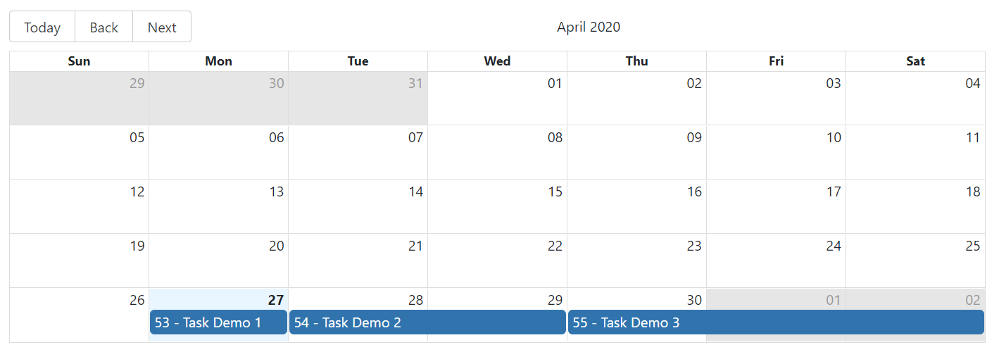 Today Back Next April 2020
Sun Mon Tue Wed Thu Fri Sat
29 30 31 01 02 03 04
05 06 07 08 09 10 11
12 13 14 15 16 17 18
19 20 21 22 23 24 25
26 27 28 29 30 01 02
53 - Task Demo 1 54 - Task Demo 2 55 - Task Demo 3